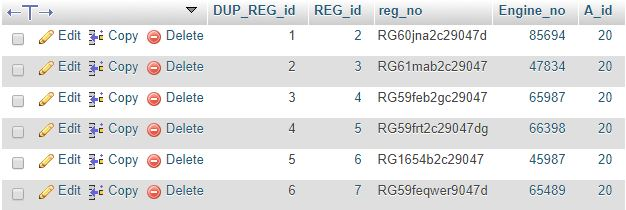 DUP_REG_id REG_id reg_no Engine_no A_id
Edit Copy Delete 1 2 RG60jna2c29047d 85694 20
Edit Copy Delete 2 3 RG61mab2c29047 47834 20
Edit Copy Delete 3 4 RG59feb2gc29047 65987 20
Edit Copy Delete 4 5 RG59frt2c29047dg 66398 20
Edit Copy Delete 5 6 RG1654b2c29047 45987 20
Edit Copy Delete 6 7 RG59feqwer9047d 65489 20